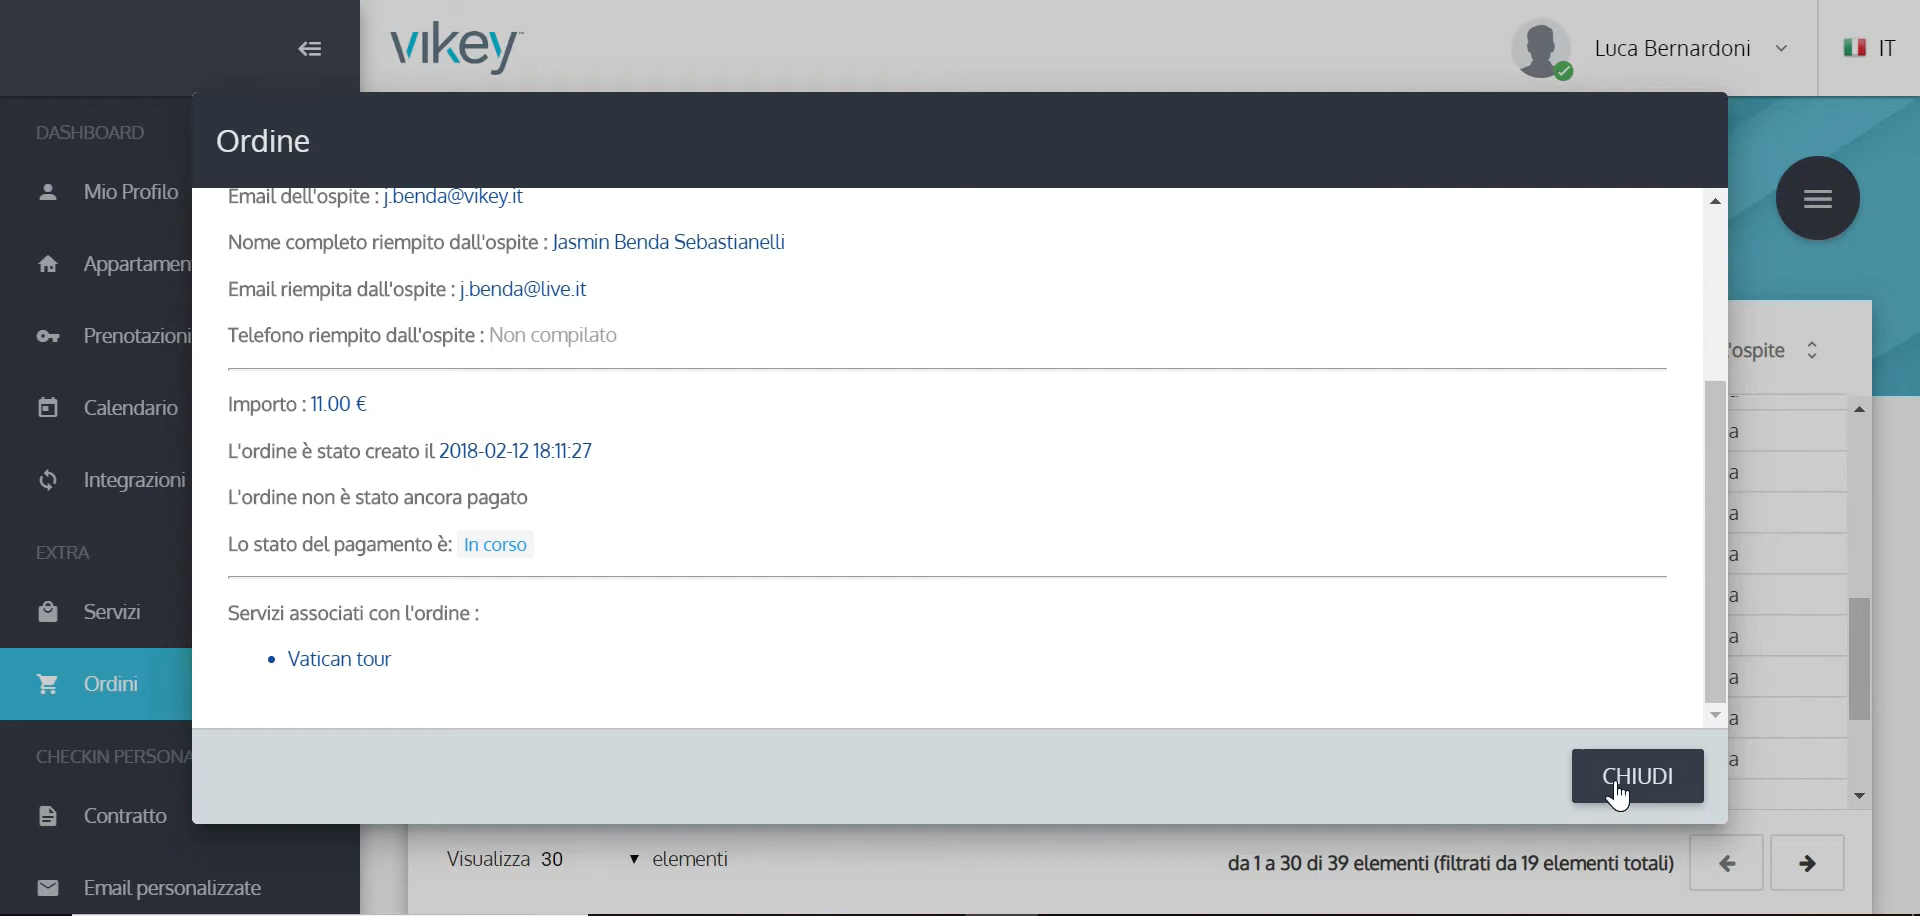 vikey™
Luca Bernardoni
IT
DASHBOARD
Mio Profilo
Appartamen
Prenotazioni
Calendario
Integrazioni
EXTRA
Servizi
Ordini
CHECKIN PERSONA
Contratto
Email personalizzate
Ordine
Email dell'ospite : j.benda@vikey.it
Nome completo riempito dall'ospite : Jasmin Benda Sebastianelli
Email riempita dall'ospite : j.benda@live.it
Telefono riempito dall'ospite : Non compilato
Importo : 11.00 €
L'ordine è stato creato il 2018-02-12 18:11:27
L'ordine non è stato ancora pagato
Lo stato del pagamento è: In corso
Servizi associati con l'ordine :
• Vatican tour
CHIUDI
'ospite
a
a
a
a
a
a
a
a
a
Visualizza 30 elementi
da 1 a 30 di 39 elementi (filtrati da 19 elementi totali)